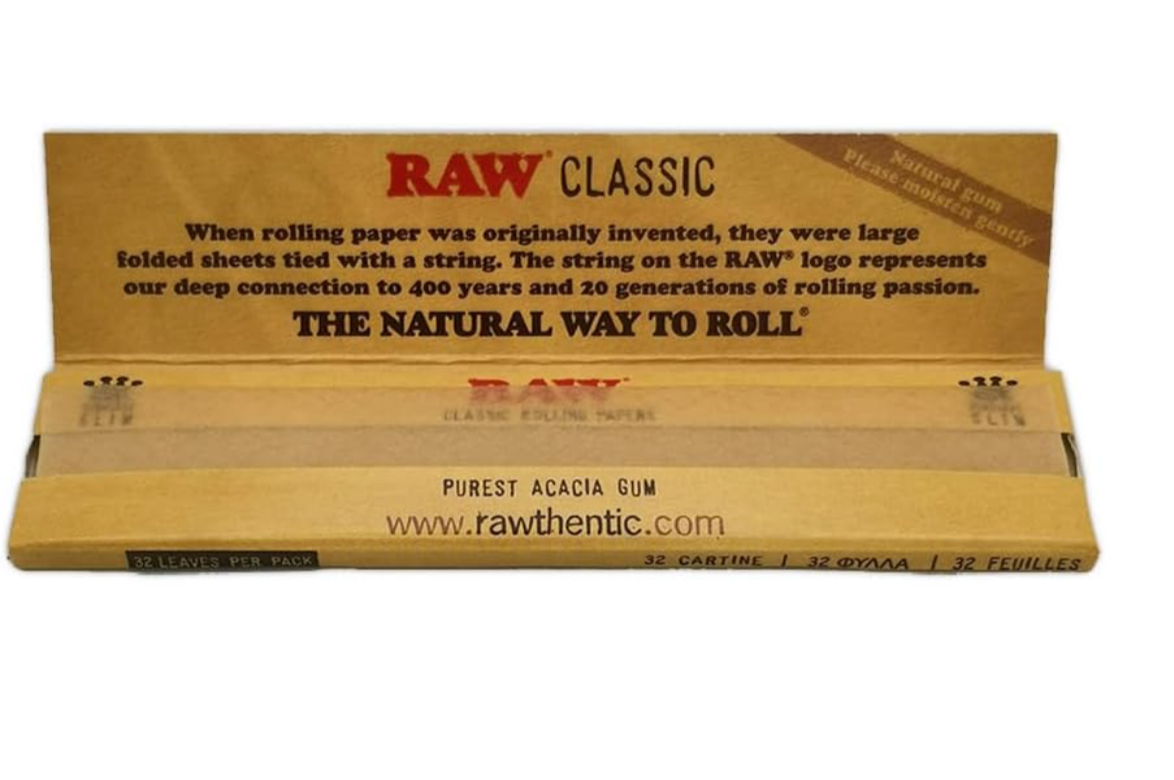 RAW® CLASSIC
Natural gum
Please moisten gently
When rolling paper was originally invented, they were large
folded sheets tied with a string. The string on the RAW® logo represents
our deep connection to 400 years and 20 generations of rolling passion.
THE NATURAL WAY TO ROLL®
RAW
CLASSIC ROLLING PAPERS
PUREST ACACIA GUM
www.rawthentic.com
32 LEAVES PER PACK
32 CARTINE | 32 ΦΥΛΛΑ | 32 FEUILLES